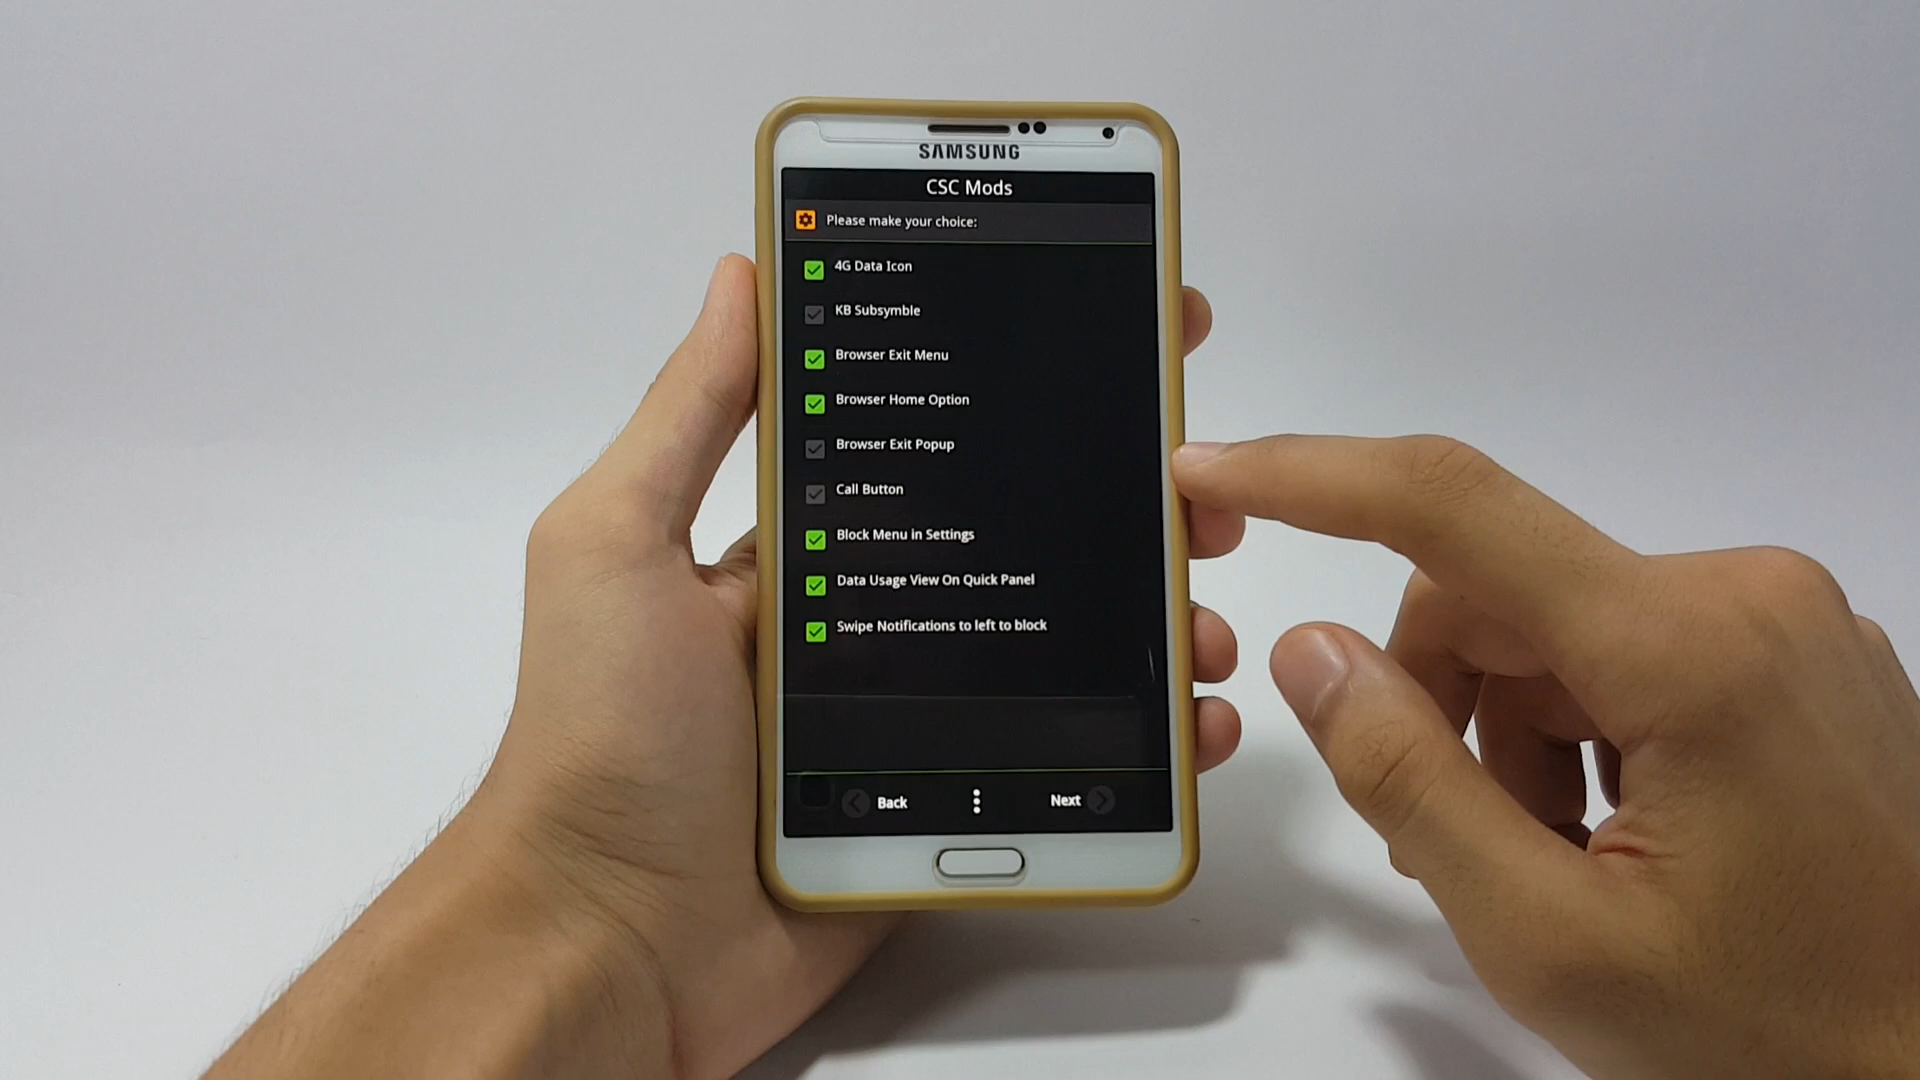 SAMSUNG
CSC Mods
Please make your choice:
4G Data Icon
KB Subsymble
Browser Exit Menu
Browser Home Option
Browser Exit Popup
Call Button
Block Menu in Settings
Data Usage View On Quick Panel
Swipe Notifications to left to block
Back
Next